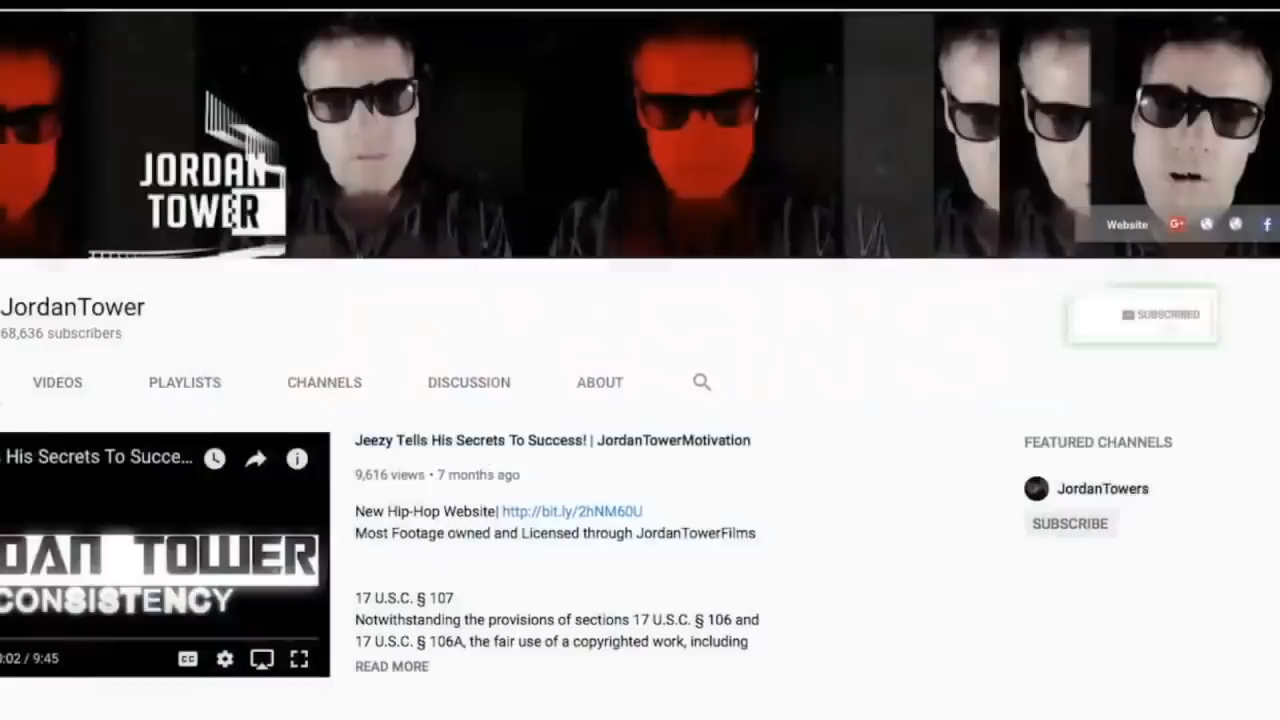 JORDAN
TOWER
Website
JordanTower
68,636 subscribers
SUBSCRIBED
VIDEOS PLAYLISTS CHANNELS DISCUSSION ABOUT
His Secrets To Succe...
DAN TOWER
CONSISTENCY
0:02 / 9:45
Jeezy Tells His Secrets To Success! | JordanTowerMotivation
9,616 views • 7 months ago
New Hip-Hop Website| http://bit.ly/2hNM60U
Most Footage owned and Licensed through JordanTowerFilms
17 U.S.C. § 107
Notwithstanding the provisions of sections 17 U.S.C. § 106 and
17 U.S.C. § 106A, the fair use of a copyrighted work, including
READ MORE
FEATURED CHANNELS
JordanTowers
SUBSCRIBE